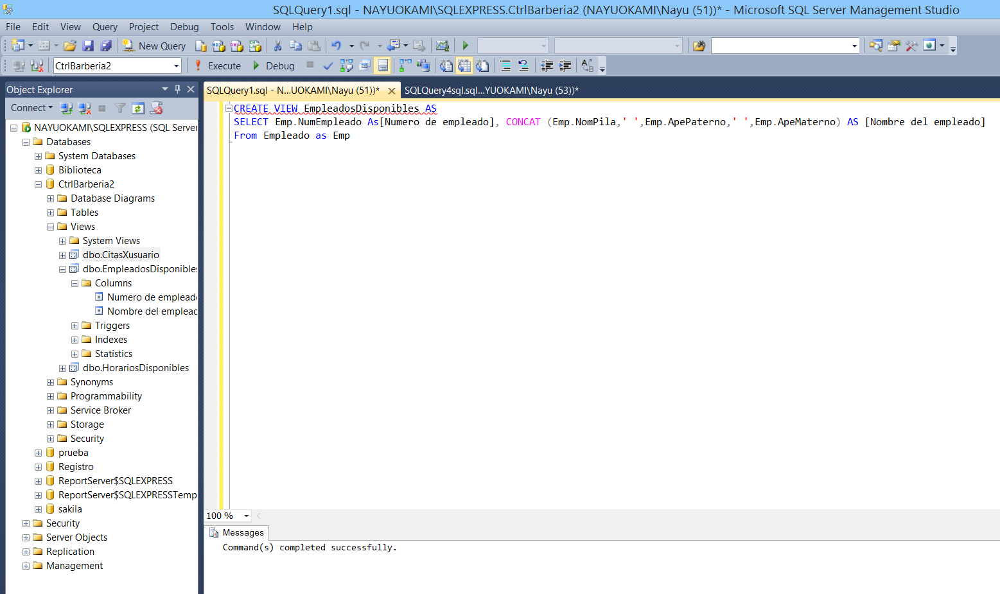 SQLQuery1.sql - NAYUOKAMI\SQLEXPRESS.CtrlBarberia2 (NAYUOKAMI\Nayu (51))* - Microsoft SQL Server Management Studio
File Edit View Query Project Debug Tools Window Help
New Query
CtrlBarberia2 Execute Debug
Object Explorer
Connect
NAYUOKAMI\SQLEXPRESS (SQL Server
Databases
System Databases
Biblioteca
CtrlBarberia2
Database Diagrams
Tables
Views
System Views
dbo.CitasXusuario
dbo.EmpleadosDisponibles
Columns
Numero de emplead
Nombre del emplea
Triggers
Indexes
Statistics
dbo.HorariosDisponibles
Synonyms
Programmability
Service Broker
Storage
Security
prueba
Registro
ReportServer$SQLEXPRESS
ReportServer$SQLEXPRESSTemp
sakila
Security
Server Objects
Replication
Management
SQLQuery1.sql - N...UOKAMI\Nayu (51))* SQLQuery4sql.sql...YUOKAMI\Nayu (53))*
CREATE VIEW EmpleadosDisponibles AS
SELECT Emp.NumEmpleado As[Numero de empleado], CONCAT (Emp.NomPila,' ',Emp.ApePaterno,' ',Emp.ApeMaterno) AS [Nombre del empleado]
From Empleado as Emp
100 %
Messages
Command(s) completed successfully.